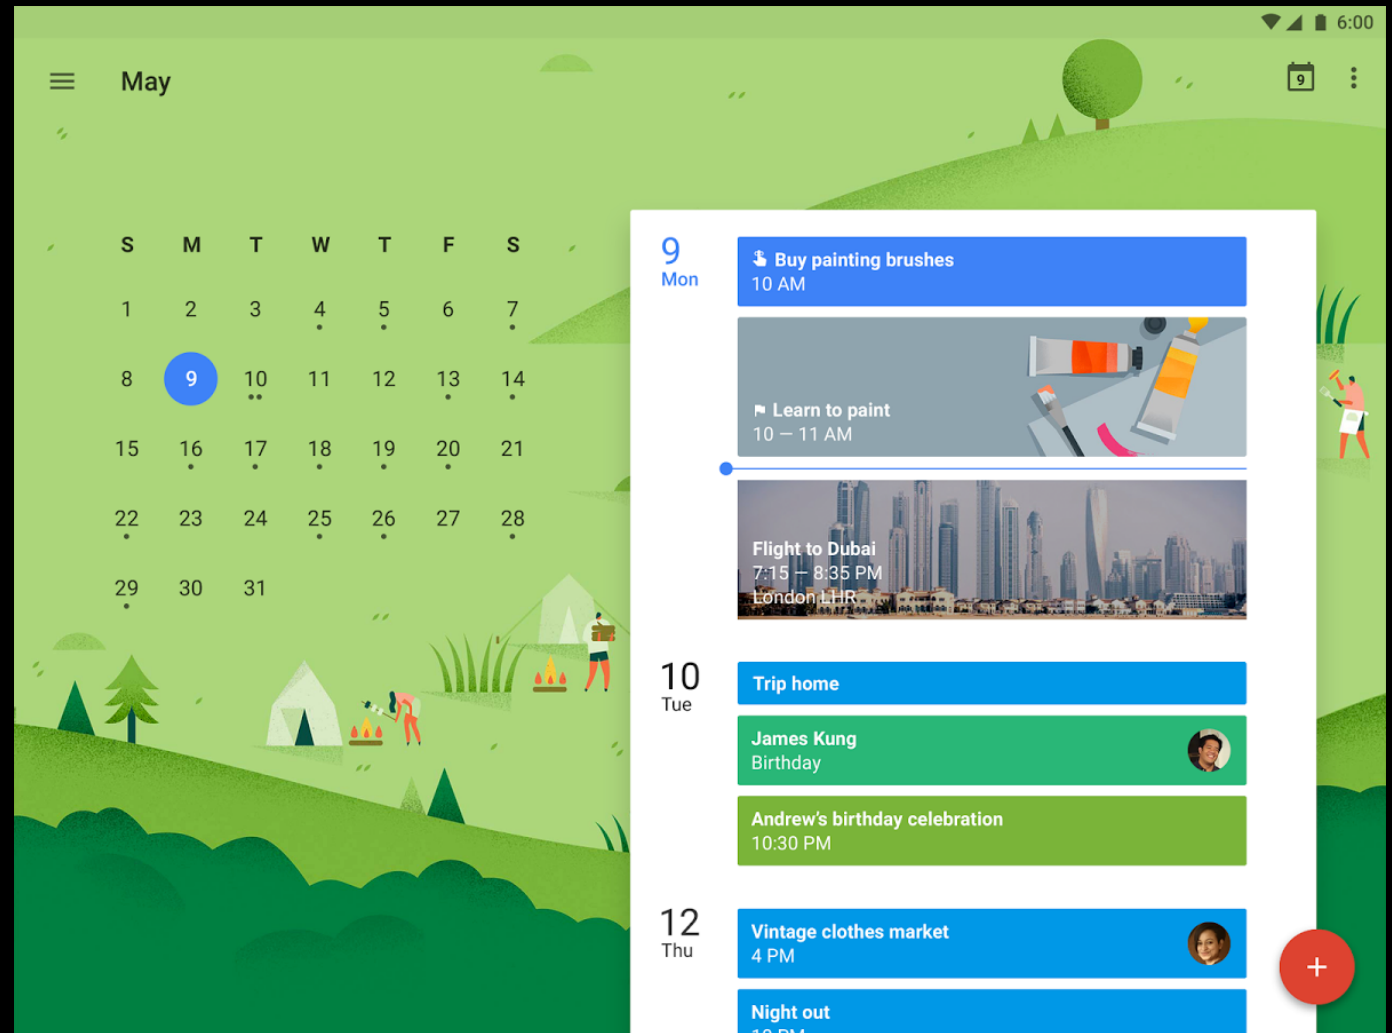 6:00
May
9
S M T W T F S
1 2 3 4 5 6 7
8 9 10 11 12 13 14
15 16 17 18 19 20 21
22 23 24 25 26 27 28
29 30 31
9
Mon
Buy painting brushes
10 AM
Learn to paint
10 — 11 AM
Flight to Dubai
7:15 — 8:35 PM
London LHR
10
Tue
Trip home
James Kung
Birthday
Andrew's birthday celebration
10:30 PM
12
Thu
Vintage clothes market
4 PM
Night out